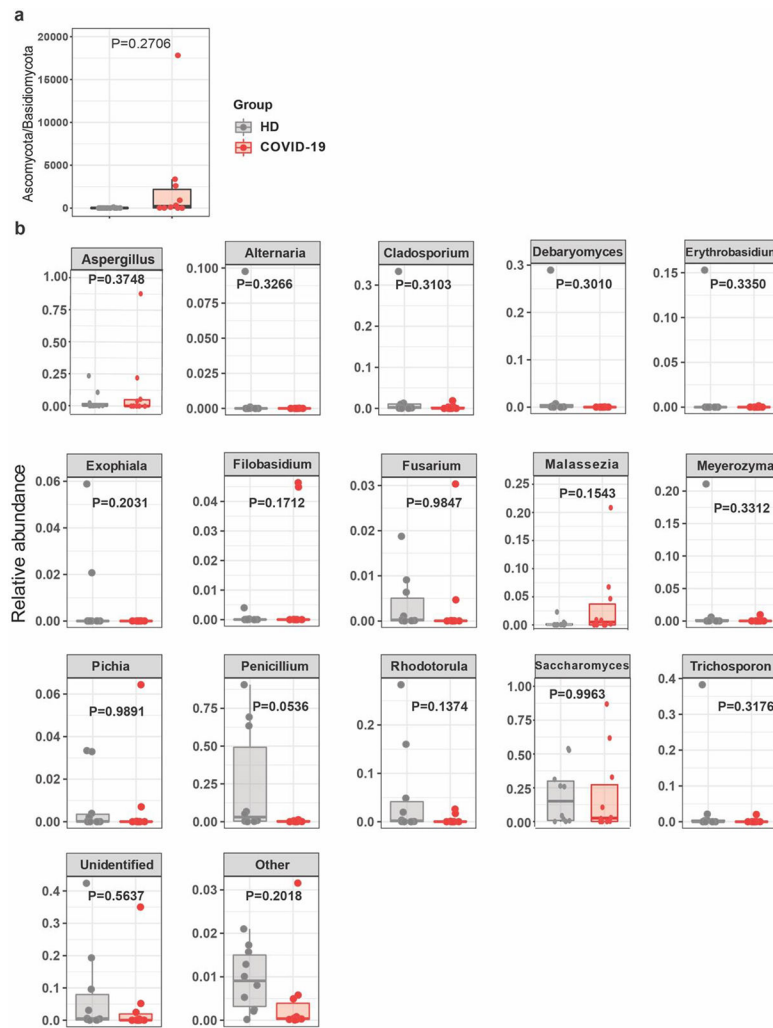 a
P=0.2706
Ascomycota/Basidiomycota
20000
15000
10000
5000
0
Group
HD
COVID-19
b
Relative abundance
Aspergillus Alternaria Cladosporium Debaryomyces Erythrobasidium
P=0.3748 P=0.3266 P=0.3103 P=0.3010 P=0.3350
1.00 0.100 0.3 0.3 0.15
0.75 0.075 0.2 0.2 0.10
0.50 0.050 0.1 0.1 0.05
0.25 0.025 0.0 0.0 0.00
0.00 0.000
Exophiala Filobasidium Fusarium Malassezia Meyerozyma
P=0.2031 P=0.1712 P=0.9847 P=0.1543 P=0.3312
0.06 0.04 0.03 0.25 0.20
0.04 0.03 0.02 0.20 0.15
0.02 0.02 0.01 0.15 0.10
0.00 0.01 0.00 0.10 0.05
0.00 0.05 0.00
0.00
Pichia Penicillium Rhodotorula Saccharomyces Trichosporon
P=0.9891 P=0.0536 P=0.1374 P=0.9963 P=0.3176
0.06 0.75 0.2 1.00 0.4
0.04 0.50 0.1 0.75 0.3
0.02 0.25 0.0 0.50 0.2
0.00 0.00 0.25 0.1
0.00 0.0
Unidentified Other
P=0.5637 P=0.2018
0.4 0.03
0.3 0.02
0.2 0.01
0.1 0.00
0.0